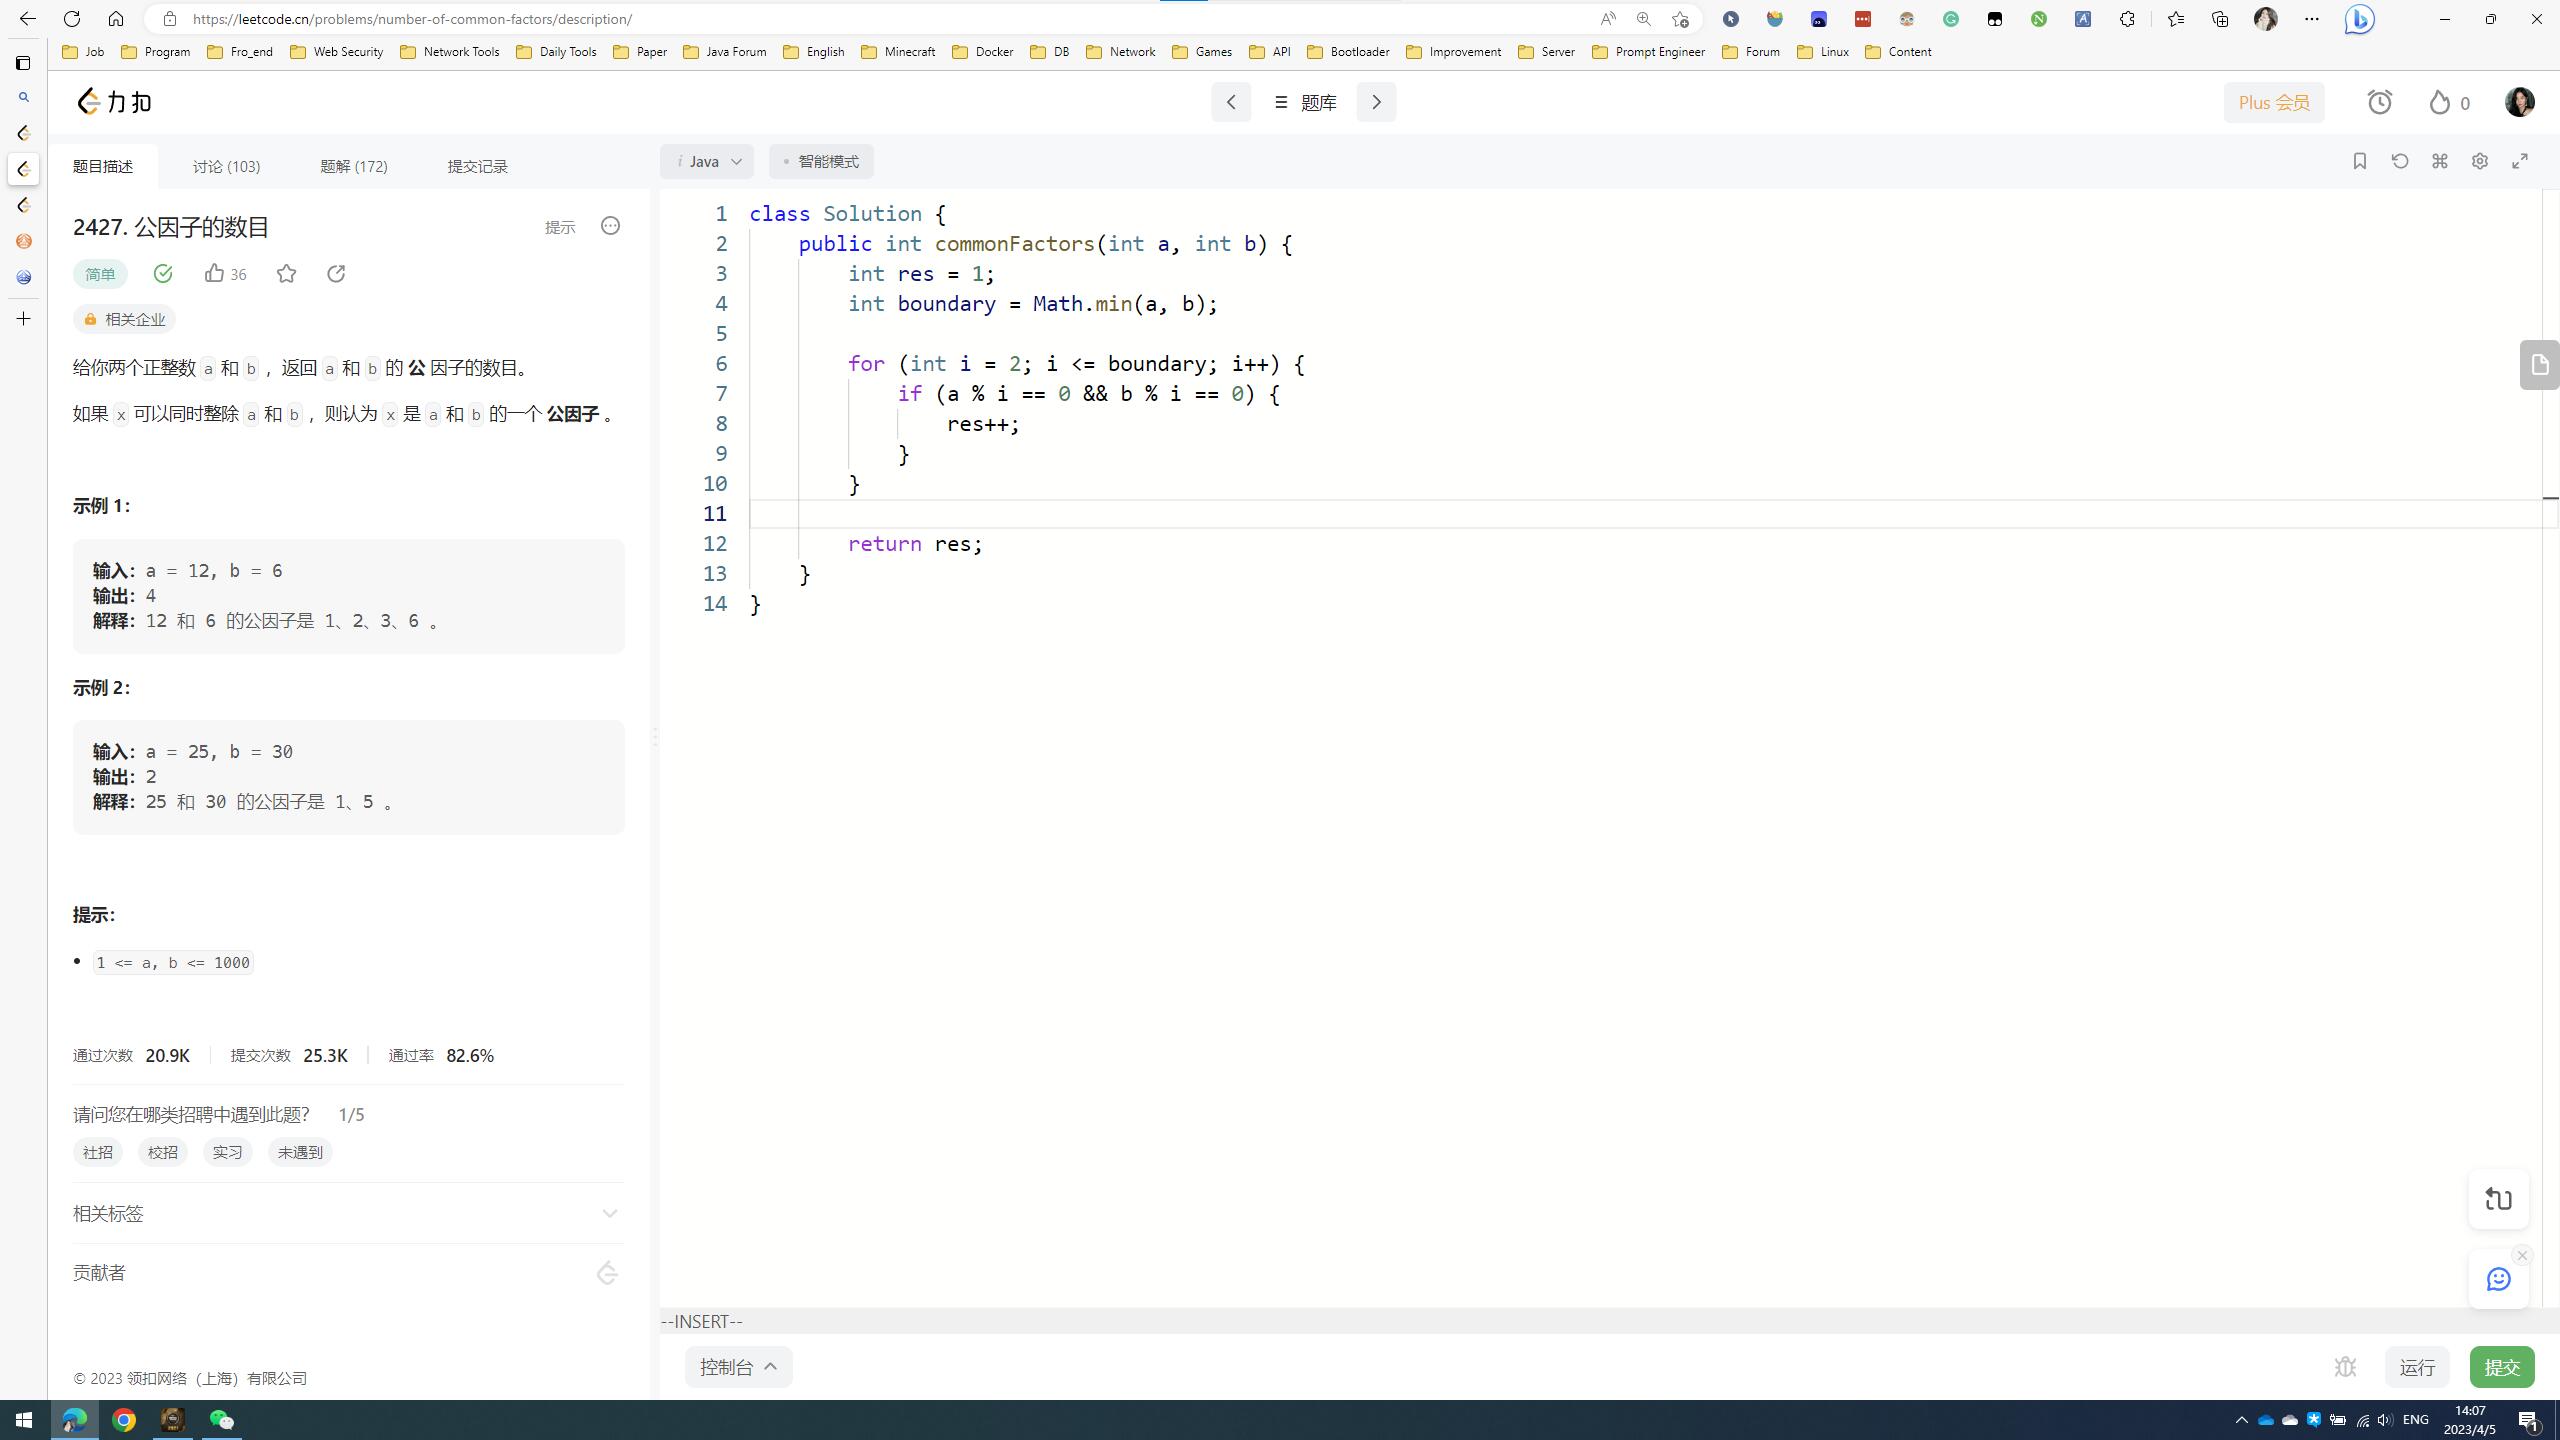 https://leetcode.cn/problems/number-of-common-factors/description/
Job Program Fro_end Web Security Network Tools Daily Tools Paper Java Forum English Minecraft Docker DB Network Games API Bootloader Improvement Server Prompt Engineer Forum Linux Content
力扣 题库 Plus 会员 0
题目描述 讨论 (103) 题解 (172) 提交记录
i Java 智能模式
2427. 公因子的数目 提示
简单 36
相关企业
给你两个正整数 a 和 b ，返回 a 和 b 的 公 因子的数目。
如果 x 可以同时整除 a 和 b ，则认为 x 是 a 和 b 的一个 公因子 。
示例 1：
输入：a = 12, b = 6
输出：4
解释：12 和 6 的公因子是 1、2、3、6 。
示例 2：
输入：a = 25, b = 30
输出：2
解释：25 和 30 的公因子是 1、5 。
提示：
1 <= a, b <= 1000
通过次数 20.9K 提交次数 25.3K 通过率 82.6%
请问您在哪类招聘中遇到此题？ 1/5
社招 校招 实习 未遇到
相关标签
贡献者
© 2023 领扣网络（上海）有限公司
1 class Solution {
2 public int commonFactors(int a, int b) {
3 int res = 1;
4 int boundary = Math.min(a, b);
5
6 for (int i = 2; i <= boundary; i++) {
7 if (a % i == 0 && b % i == 0) {
8 res++;
9 }
10 }
11
12 return res;
13 }
14 }
--INSERT--
控制台 运行 提交
ENG 14:07
2023/4/5
1